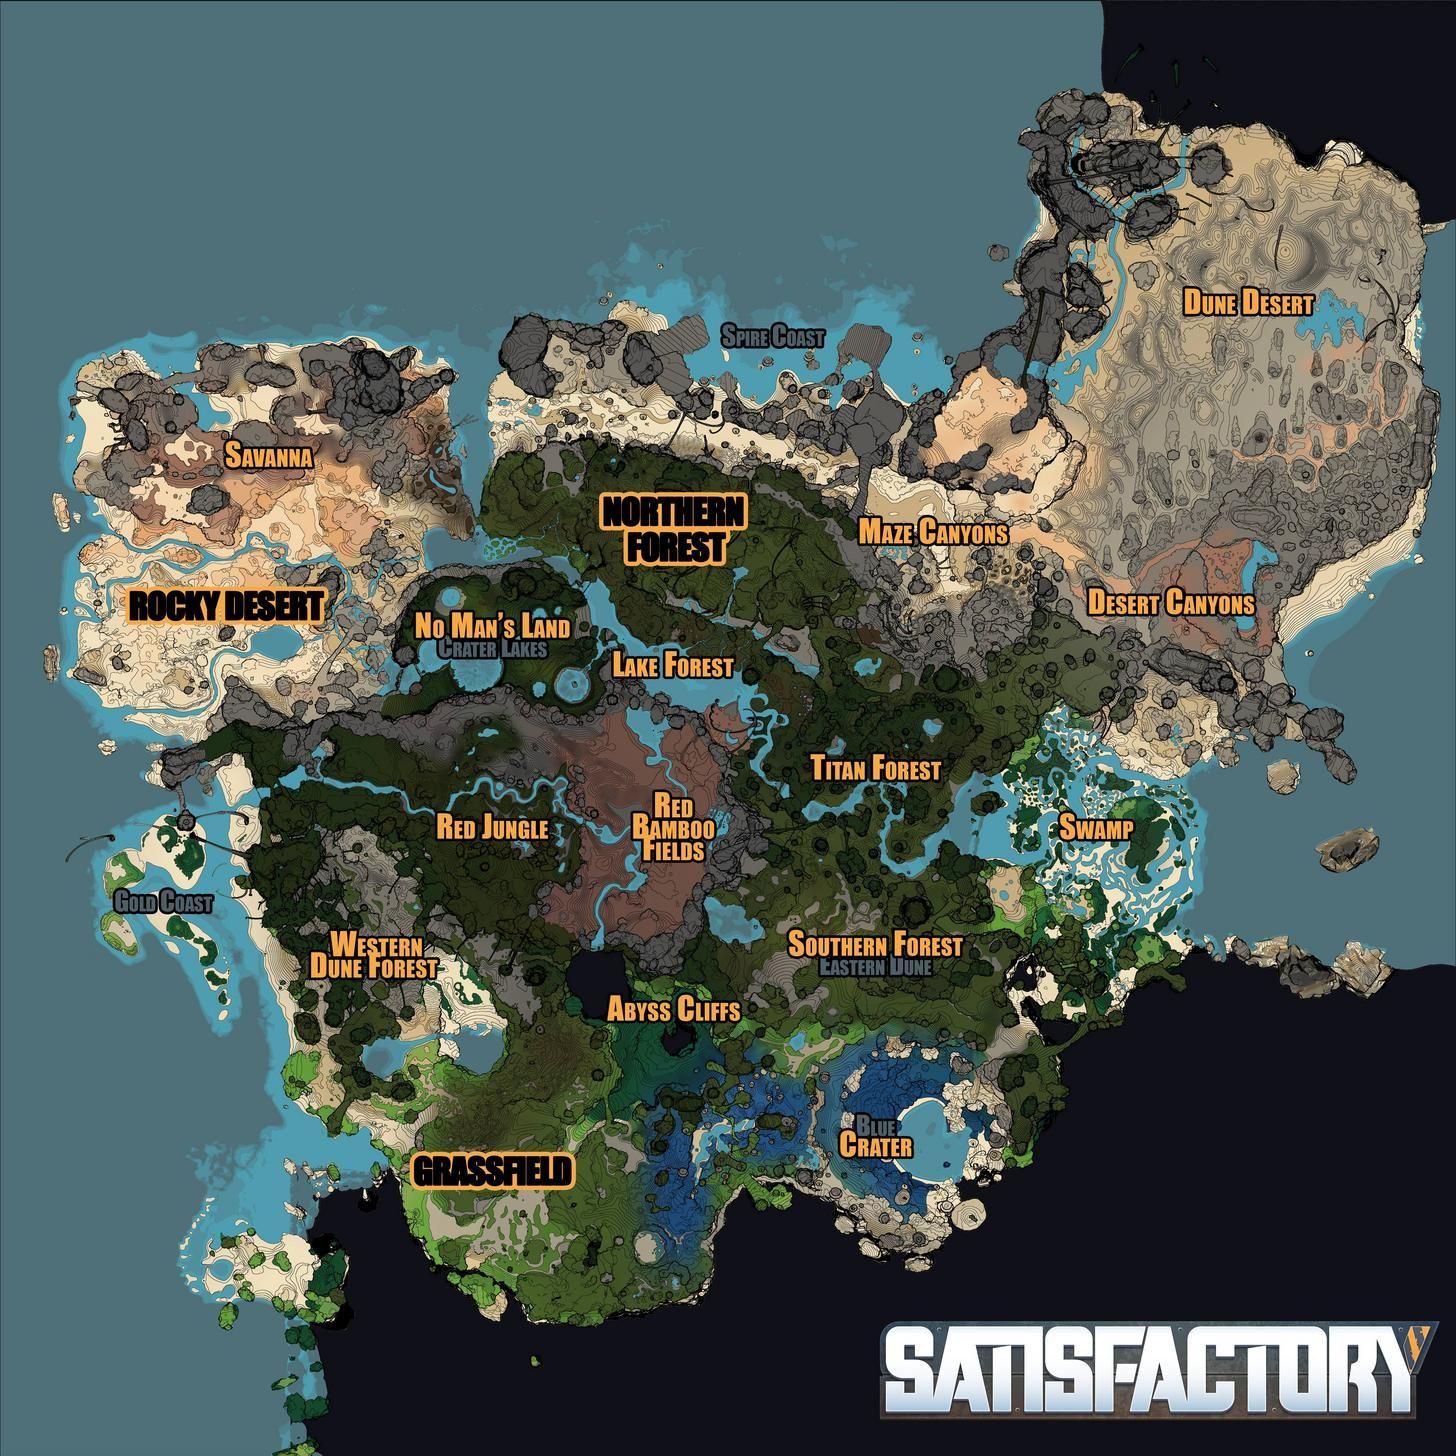 Dune Desert
Spire Coast
Savanna
NORTHERN
FOREST
Maze Canyons
ROCKY DESERT
Desert Canyons
No Man's Land
Crater Lakes
Lake Forest
Titan Forest
Red Jungle
Red
Bamboo
Fields
Swamp
Gold Coast
Western
Dune Forest
Southern Forest
Eastern Dune
Abyss Cliffs
Blue
Crater
GRASSFIELD
SATISFACTORY